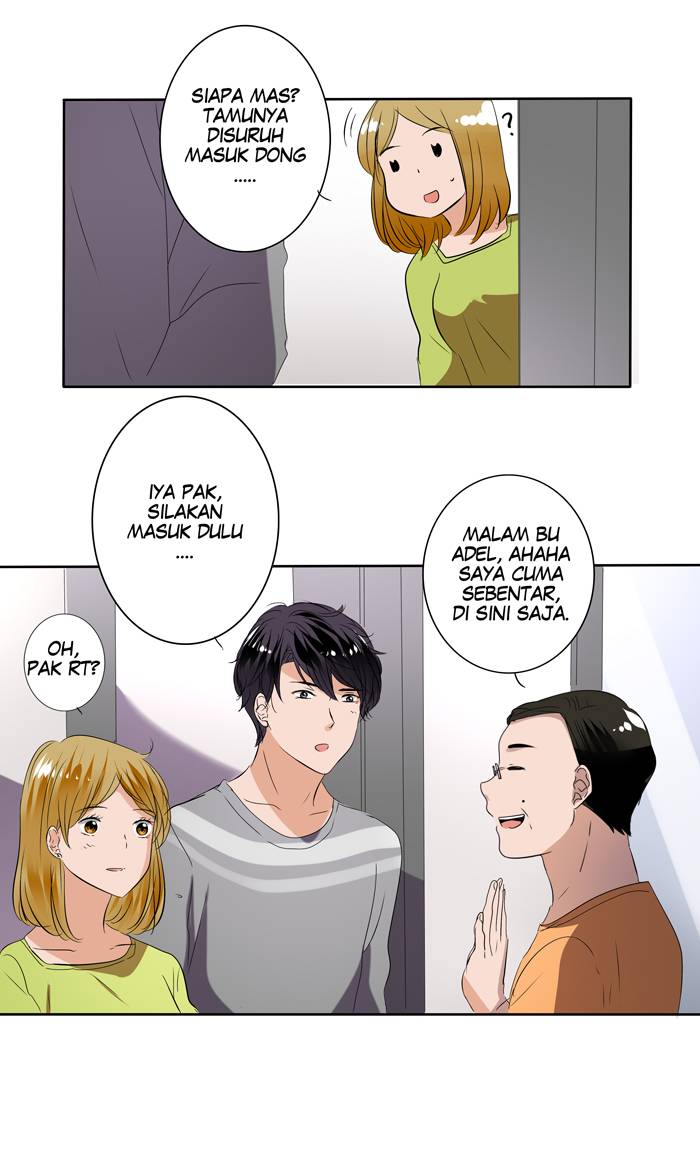 SIAPA MAS?
TAMUNYA
DISURUH
MASUK DONG
.....
?
IYA PAK,
SILAKAN
MASUK DULU
....
MALAM BU
ADEL, AHAHA
SAYA CUMA
SEBENTAR,
DI SINI SAJA.
OH,
PAK RT?